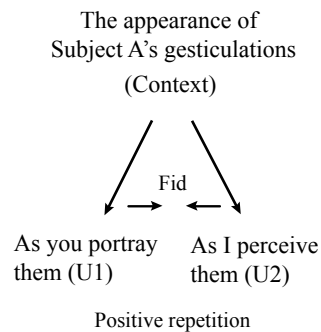 The appearance of
Subject A's gesticulations
(Context)
Fid
As you portray
them (U1)
As I perceive
them (U2)
Positive repetition